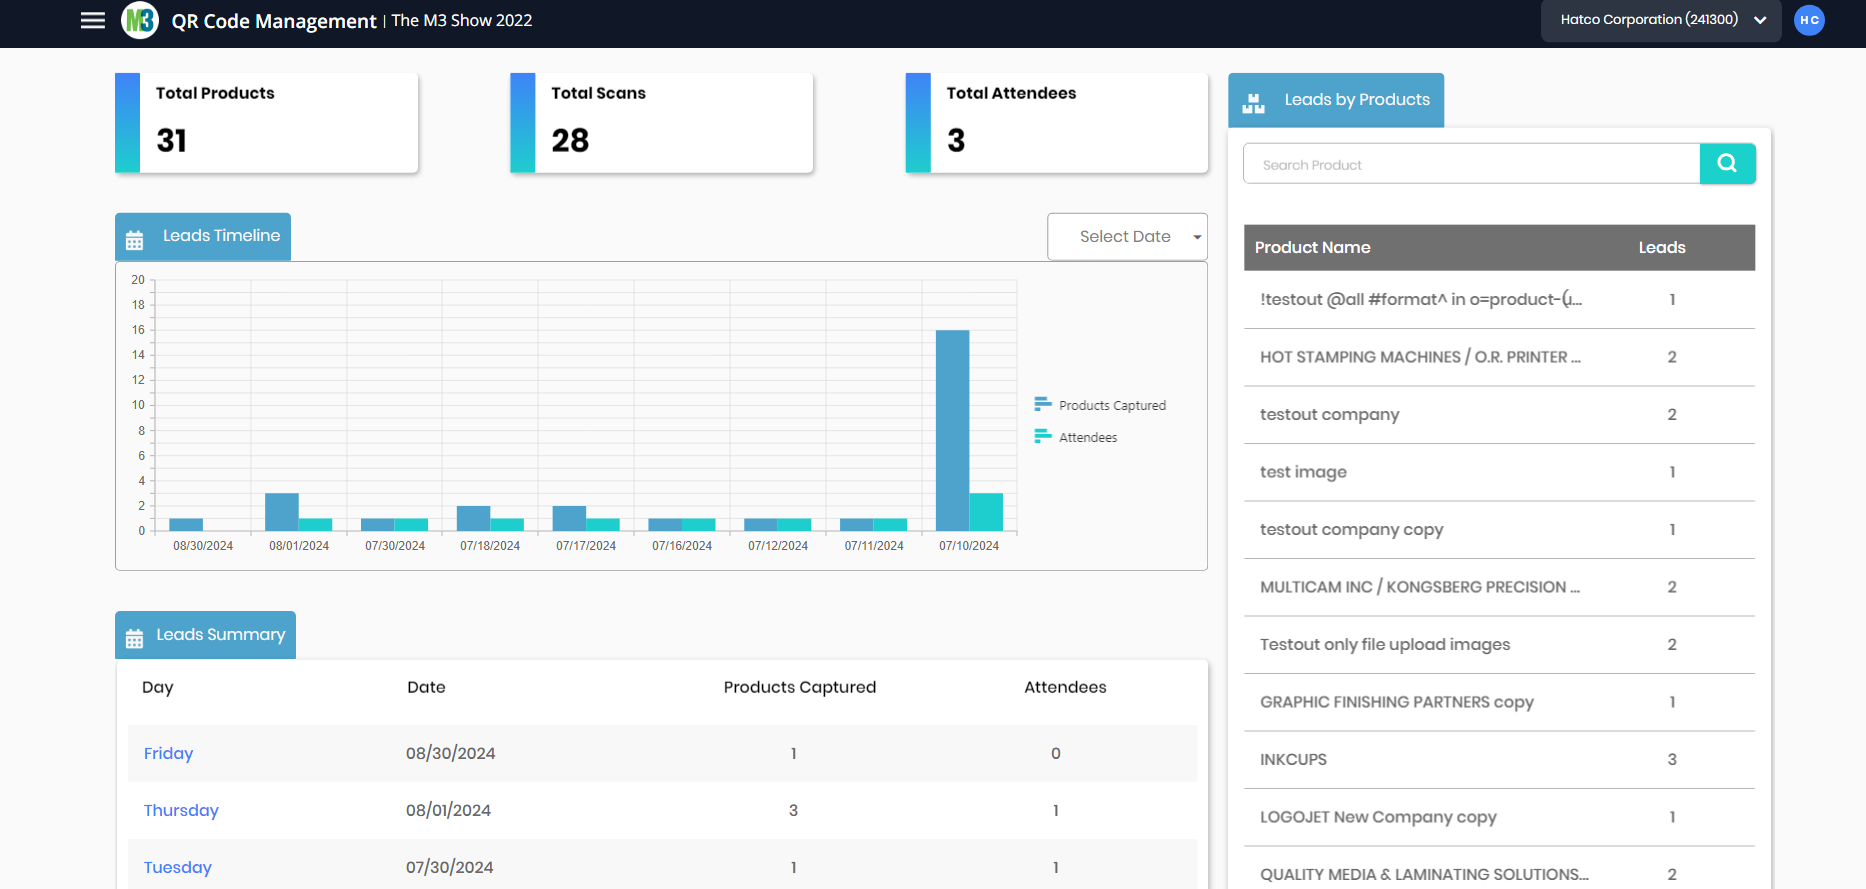 M3 QR Code Management | The M3 Show 2022
Hatco Corporation (241300)
HC
Total Products
31
Total Scans
28
Total Attendees
3
Leads Timeline
Select Date
20
18
16
14
12
10
8
6
4
2
0
08/30/2024 08/01/2024 07/30/2024 07/18/2024 07/17/2024 07/16/2024 07/12/2024 07/11/2024 07/10/2024
Products Captured
Attendees
Leads Summary
Day Date Products Captured Attendees
Friday 08/30/2024 1 0
Thursday 08/01/2024 3 1
Tuesday 07/30/2024 1 1
Leads by Products
Search Product
Product Name Leads
!testout @all #format^ in o=product-(u... 1
HOT STAMPING MACHINES / O.R. PRINTER ... 2
testout company 2
test image 1
testout company copy 1
MULTICAM INC / KONGSBERG PRECISION ... 2
Testout only file upload images 2
GRAPHIC FINISHING PARTNERS copy 1
INKCUPS 3
LOGOJET New Company copy 1
QUALITY MEDIA & LAMINATING SOLUTIONS... 2